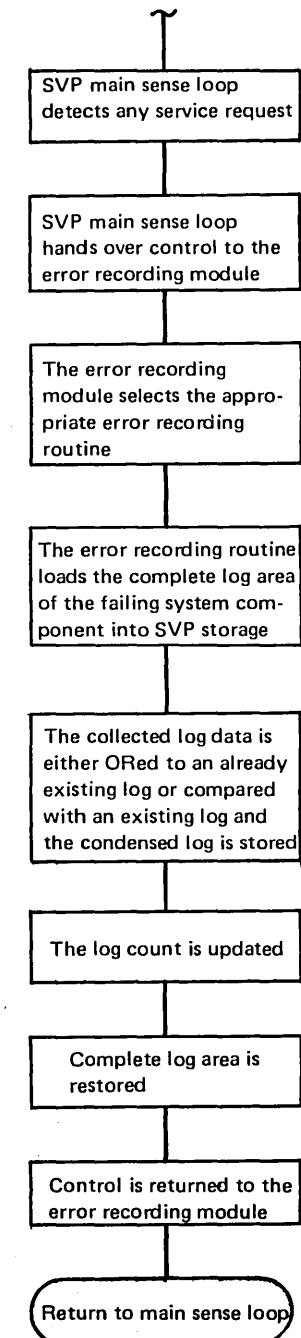 SVP main sense loop
detects any service request
SVP main sense loop
hands over control to the
error recording module
The error recording
module selects the appro-
priate error recording
routine
The error recording routine
loads the complete log area
of the failing system com-
ponent into SVP storage
The collected log data is
either ORed to an already
existing log or compared
with an existing log and
the condensed log is stored
The log count is updated
Complete log area is
restored
Control is returned to the
error recording module
Return to main sense loop